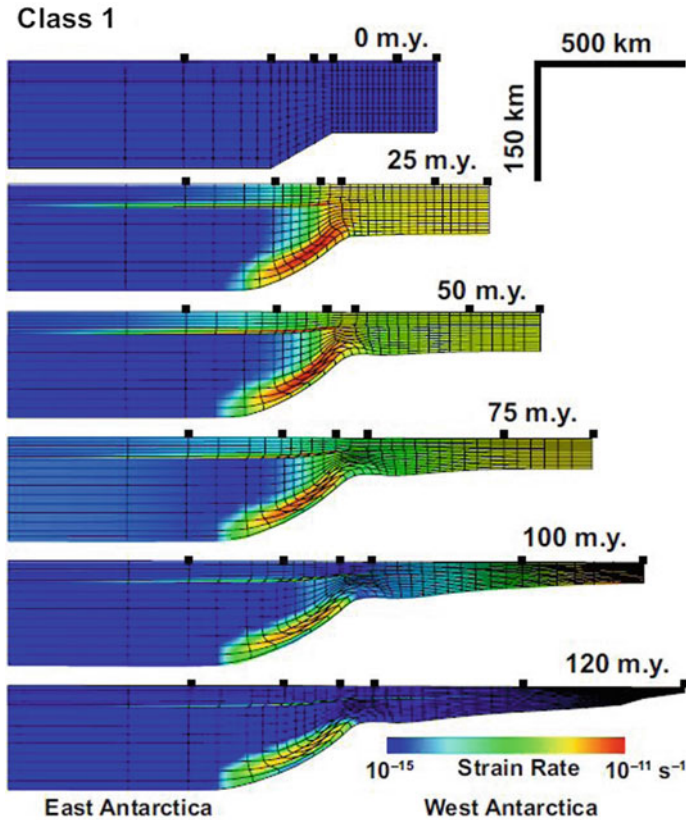 Class 1
0 m.y.
500 km
150 km
25 m.y.
50 m.y.
75 m.y.
100 m.y.
120 m.y.
10⁻¹⁵ Strain Rate 10⁻¹¹ s⁻¹
East Antarctica West Antarctica